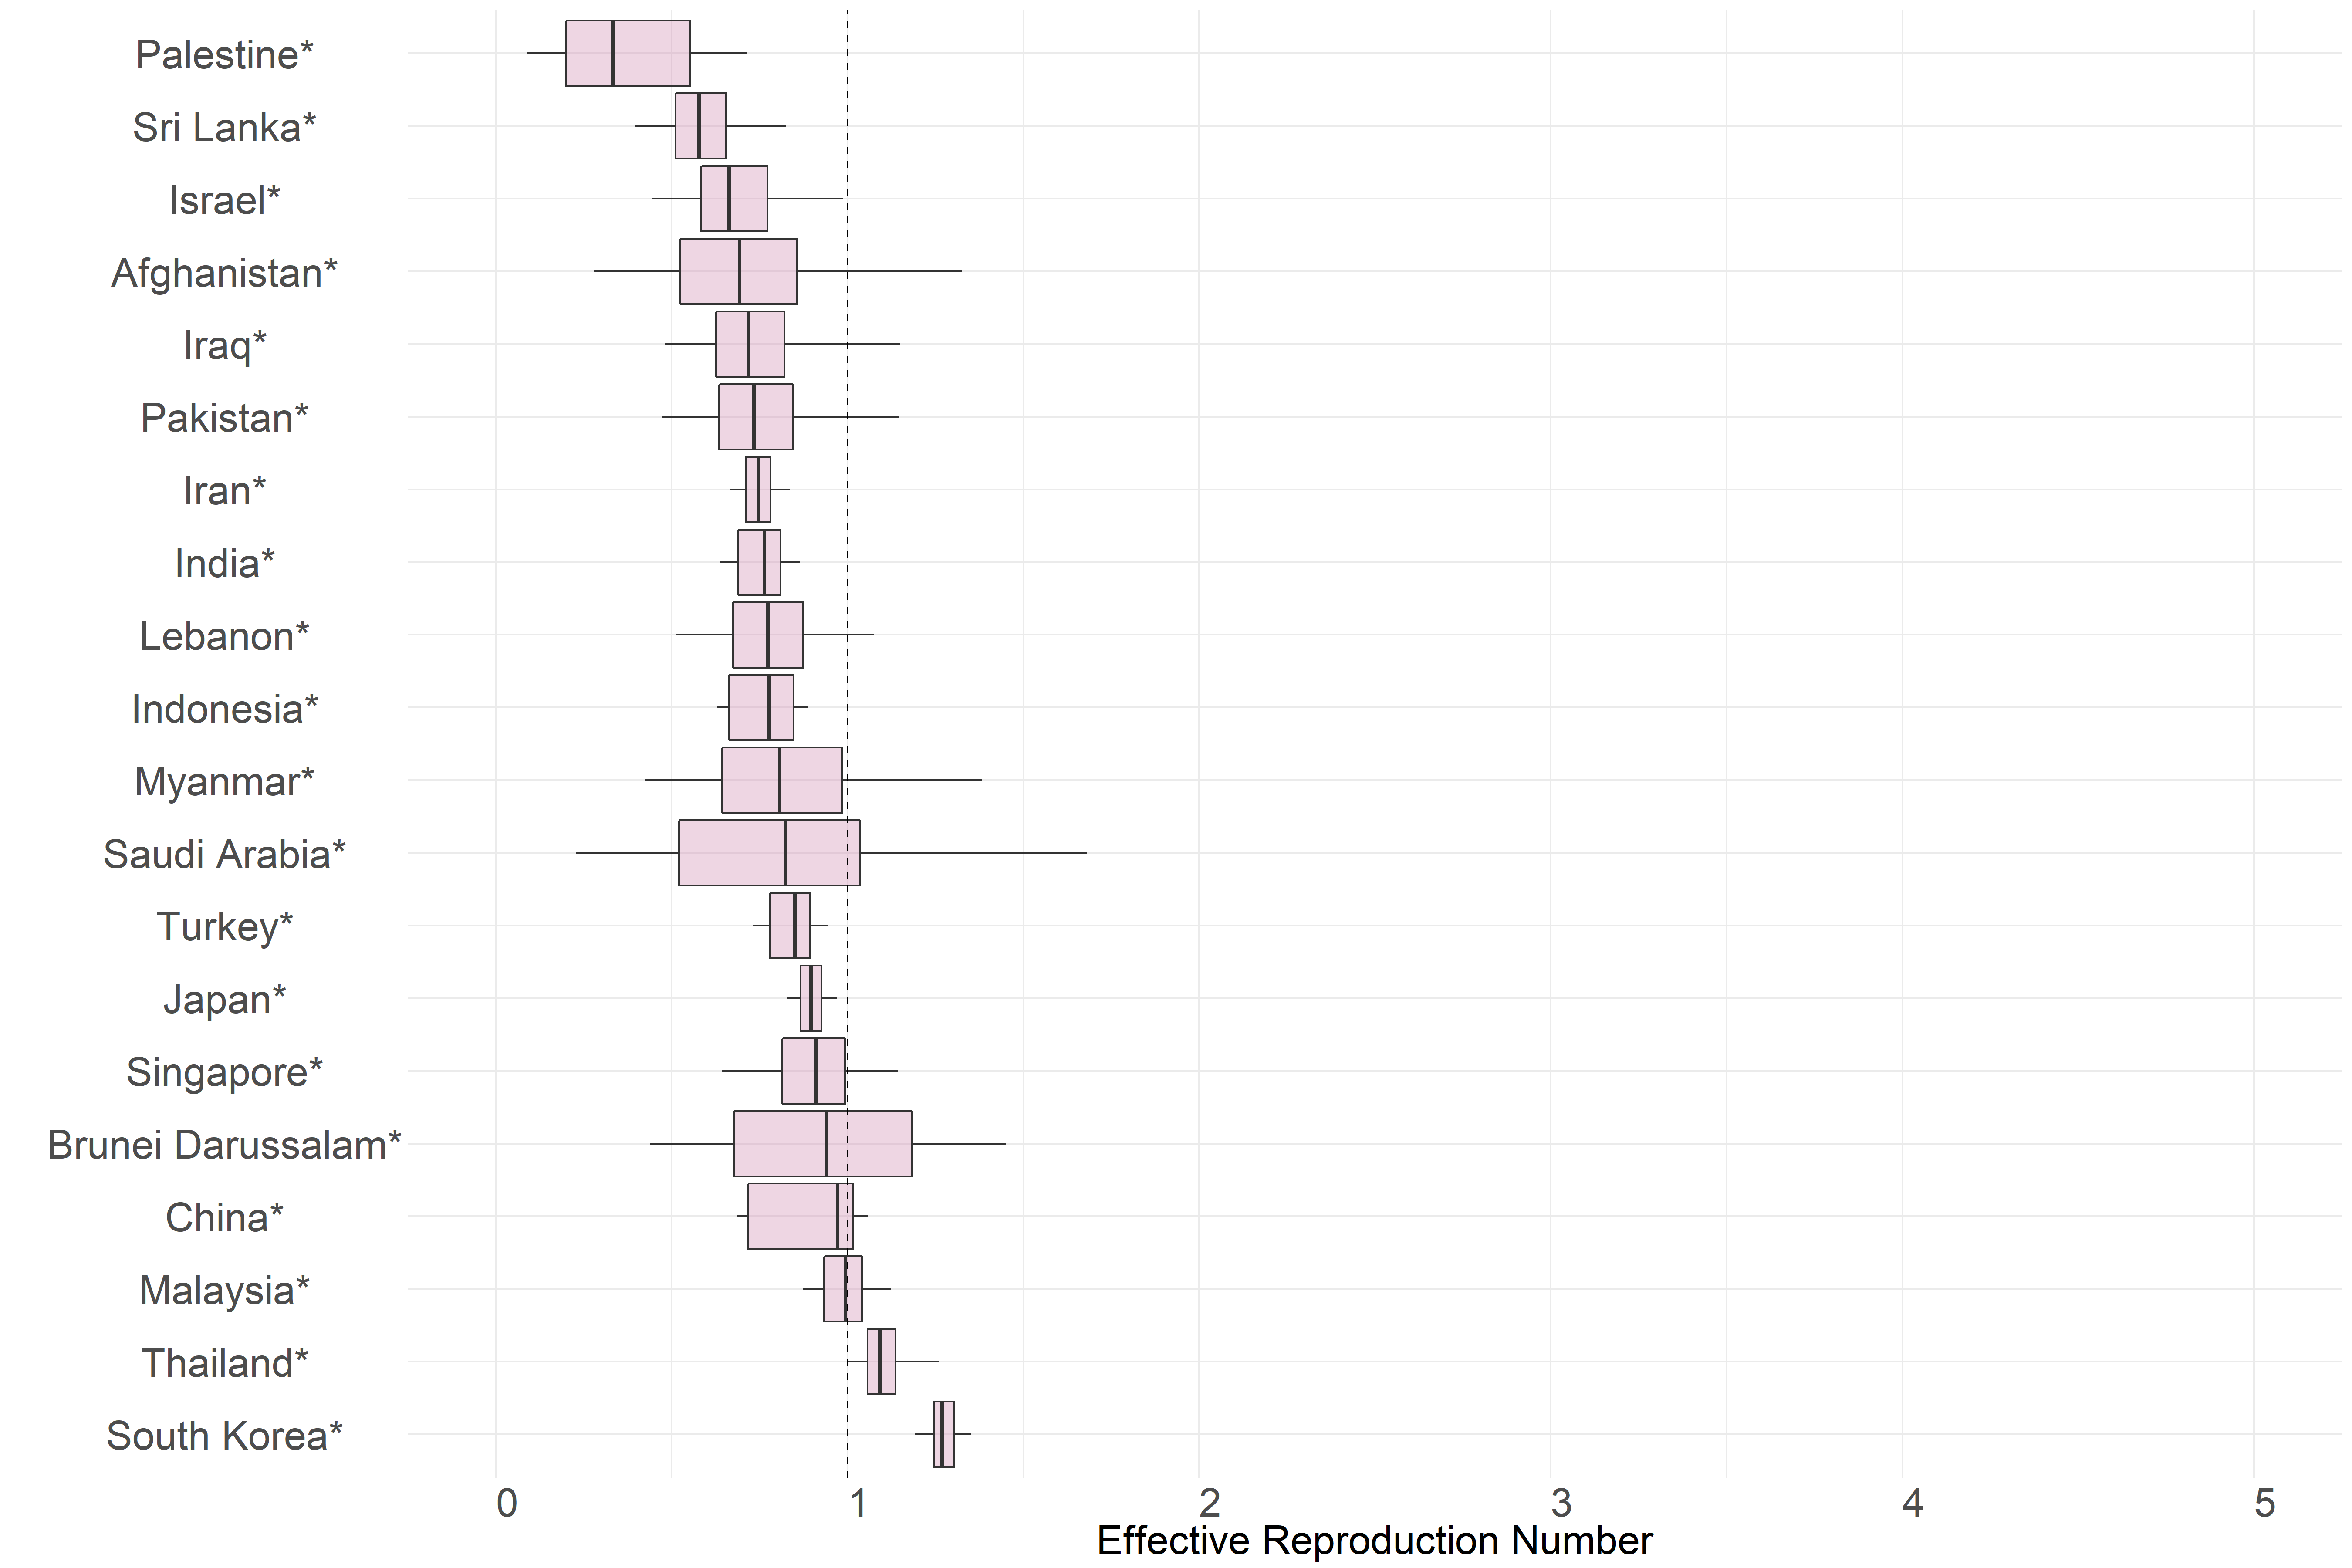 Palestine*
Sri Lanka*
Israel*
Afghanistan*
Iraq*
Pakistan*
Iran*
India*
Lebanon*
Indonesia*
Myanmar*
Saudi Arabia*
Turkey*
Japan*
Singapore*
Brunei Darussalam*
China*
Malaysia*
Thailand*
South Korea*
0 1 2 3 4 5
Effective Reproduction Number